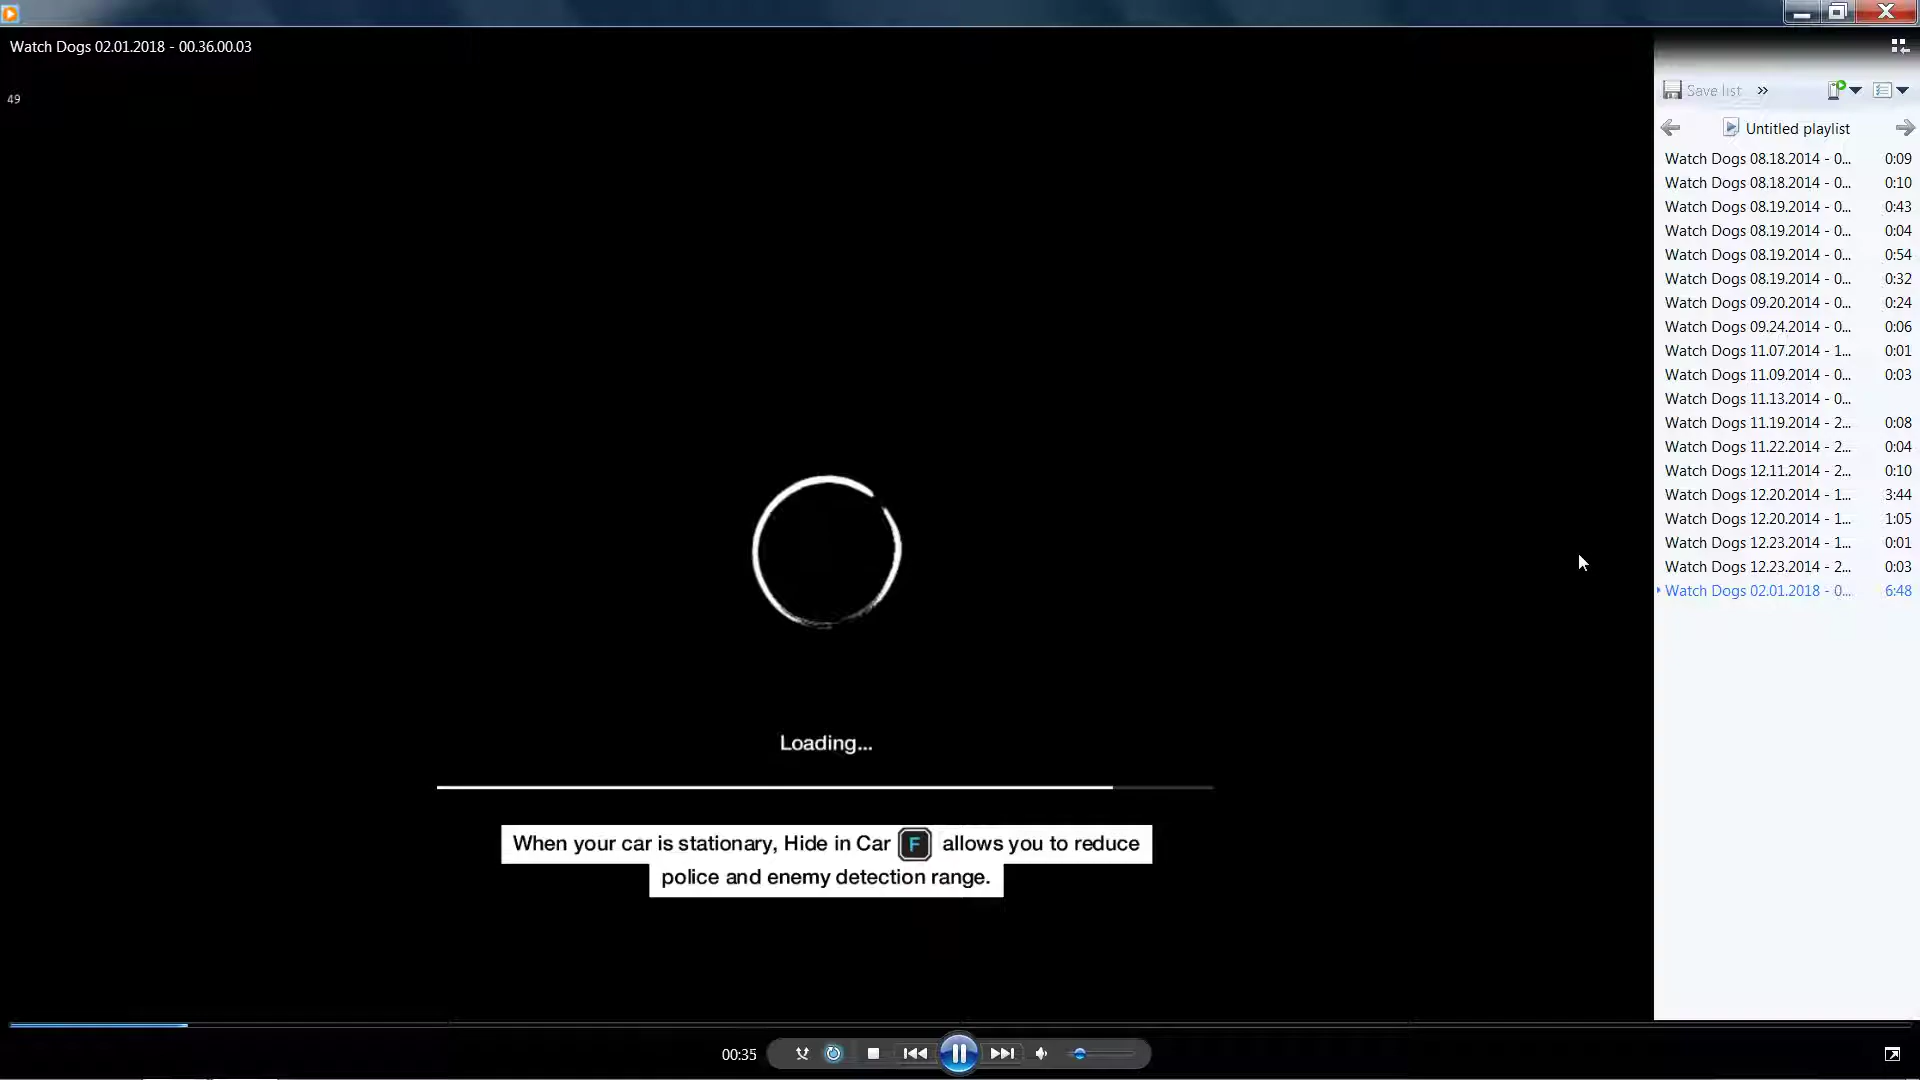 Watch Dogs 02.01.2018 - 00.36.00.03
49
Loading...
When your car is stationary, Hide in Car F allows you to reduce
police and enemy detection range.
Save list »
Untitled playlist
Watch Dogs 08.18.2014 - 0... 0:09
Watch Dogs 08.18.2014 - 0... 0:10
Watch Dogs 08.19.2014 - 0... 0:43
Watch Dogs 08.19.2014 - 0... 0:04
Watch Dogs 08.19.2014 - 0... 0:54
Watch Dogs 08.19.2014 - 0... 0:32
Watch Dogs 09.20.2014 - 0... 0:24
Watch Dogs 09.24.2014 - 0... 0:06
Watch Dogs 11.07.2014 - 1... 0:01
Watch Dogs 11.09.2014 - 0... 0:03
Watch Dogs 11.13.2014 - 0...
Watch Dogs 11.19.2014 - 2... 0:08
Watch Dogs 11.22.2014 - 2... 0:04
Watch Dogs 12.11.2014 - 2... 0:10
Watch Dogs 12.20.2014 - 1... 3:44
Watch Dogs 12.20.2014 - 1... 1:05
Watch Dogs 12.23.2014 - 1... 0:01
Watch Dogs 12.23.2014 - 2... 0:03
Watch Dogs 02.01.2018 - 0... 6:48
00:35